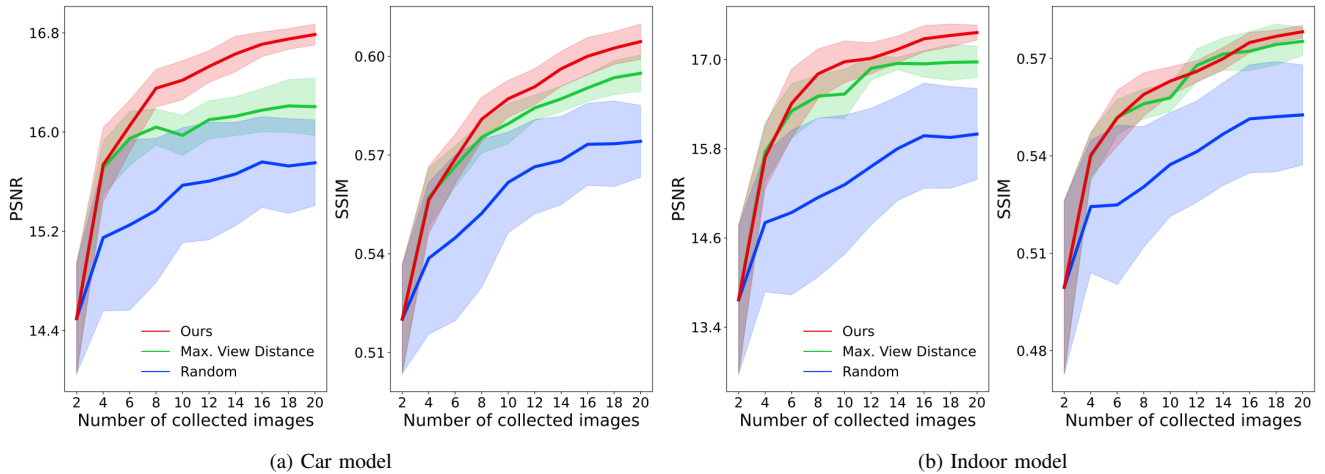 PSNR
16.8
16.0
15.2
14.4
Ours
Max. View Distance
Random
2 4 6 8 10 12 14 16 18 20
Number of collected images
SSIM
0.60
0.57
0.54
0.51
2 4 6 8 10 12 14 16 18 20
Number of collected images
(a) Car model
PSNR
17.0
15.8
14.6
13.4
Ours
Max. View Distance
Random
2 4 6 8 10 12 14 16 18 20
Number of collected images
SSIM
0.57
0.54
0.51
0.48
2 4 6 8 10 12 14 16 18 20
Number of collected images
(b) Indoor model